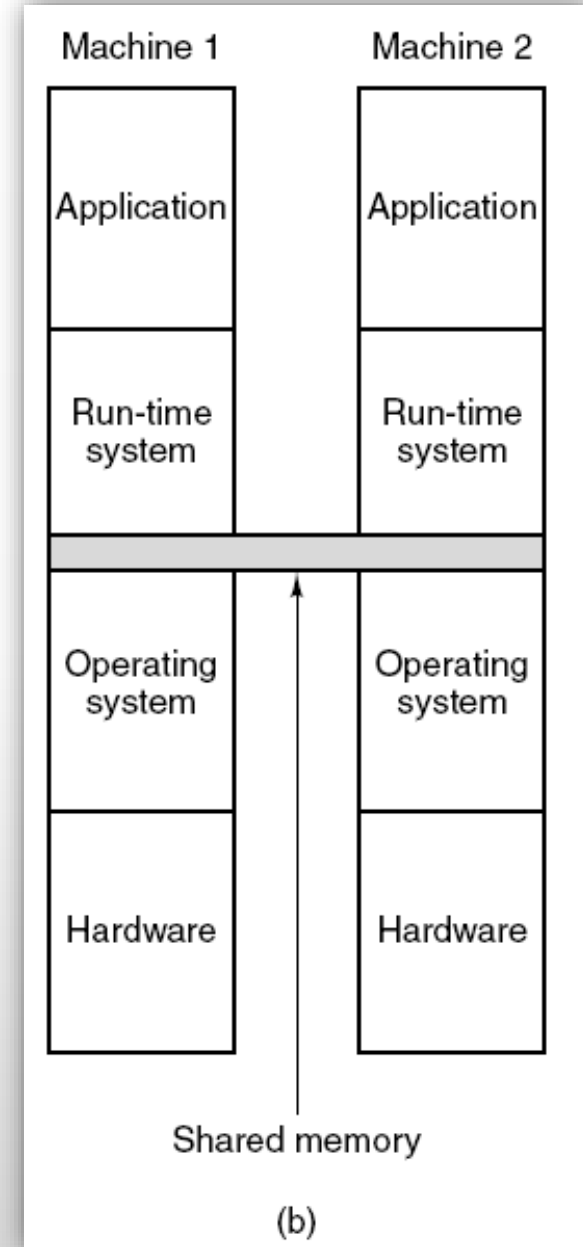 Machine 1
Machine 2
Application
Application
Run-time
system
Run-time
system
Operating
system
Operating
system
Hardware
Hardware
Shared memory
(b)